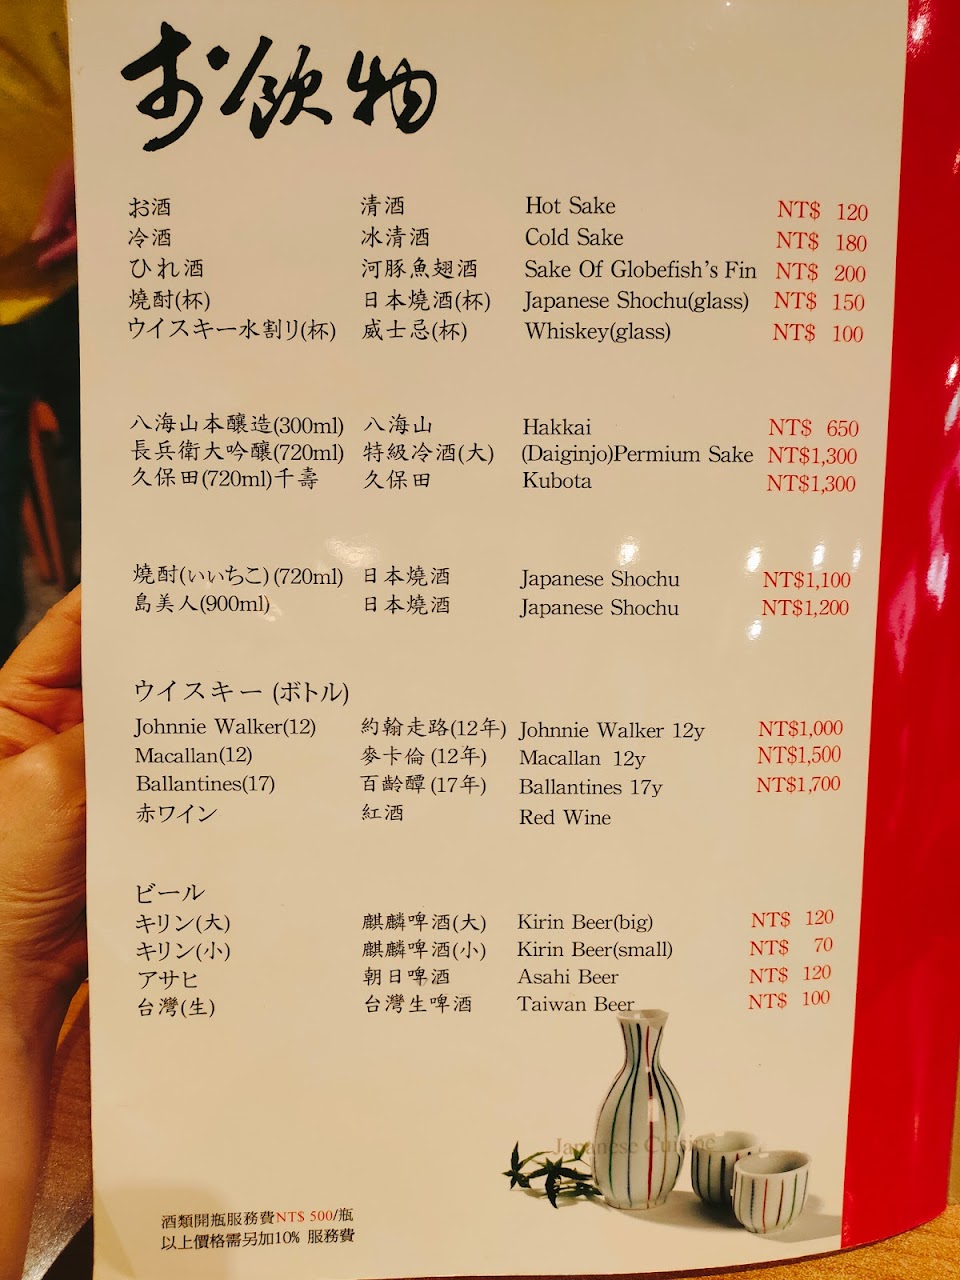 お飲物
お酒 清酒 Hot Sake NT$ 120
冷酒 冰清酒 Cold Sake NT$ 180
ひれ酒 河豚魚翅酒 Sake Of Globefish's Fin NT$ 200
燒酎(杯) 日本燒酒(杯) Japanese Shochu(glass) NT$ 150
ウイスキー水割リ(杯) 威士忌(杯) Whiskey(glass) NT$ 100
八海山本釀造(300ml) 八海山 Hakkai NT$ 650
長兵衛大吟釀(720ml) 特級冷酒(大) (Daiginjo)Permium Sake NT$1,300
久保田(720ml)千壽 久保田 Kubota NT$1,300
燒酎(いいちこ)(720ml) 日本燒酒 Japanese Shochu NT$1,100
島美人(900ml) 日本燒酒 Japanese Shochu NT$1,200
ウイスキー (ボトル)
Johnnie Walker(12) 約翰走路(12年) Johnnie Walker 12y NT$1,000
Macallan(12) 麥卡倫(12年) Macallan 12y NT$1,500
Ballantines(17) 百齡醰(17年) Ballantines 17y NT$1,700
赤ワイン 紅酒 Red Wine
ビール
キリン(大) 麒麟啤酒(大) Kirin Beer(big) NT$ 120
キリン(小) 麒麟啤酒(小) Kirin Beer(small) NT$ 70
アサヒ 朝日啤酒 Asahi Beer NT$ 120
台灣(生) 台灣生啤酒 Taiwan Beer NT$ 100
Japanese Cuisine
酒類開瓶服務費NT$ 500/瓶
以上價格需另加10% 服務費